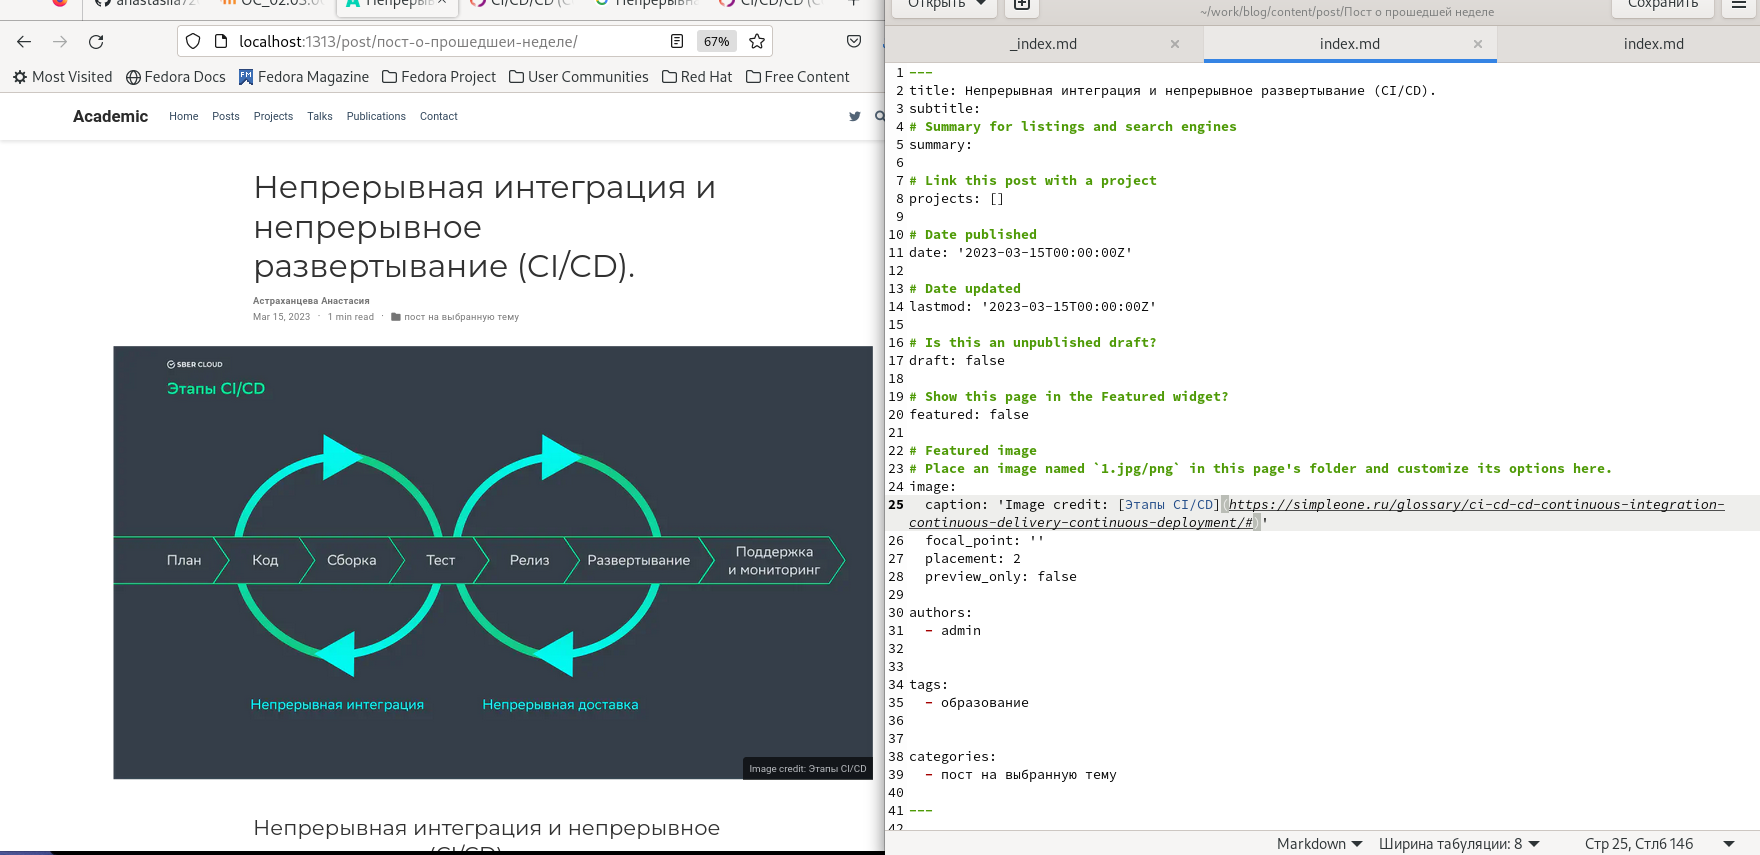 localhost:1313/post/пост-о-прошедшеи-неделе/
67%
Most Visited
Fedora Docs
Fedora Magazine
Fedora Project
User Communities
Red Hat
Free Content
Academic
Home
Posts
Projects
Talks
Publications
Contact
Непрерывная интеграция и
непрерывное
развертывание (CI/CD).
Астраханцева Анастасия
Mar 15, 2023 · 1 min read · пост на выбранную тему
SBER CLOUD
Этапы CI/CD
План
Код
Сборка
Тест
Релиз
Развертывание
Поддержка
и мониторинг
Непрерывная интеграция
Непрерывная доставка
Image credit: Этапы CI/CD
Непрерывная интеграция и непрерывное
(CI/CD)
Открыть
~/work/blog/content/post/Пост о прошедшей неделе
Сохранить
_index.md
index.md
index.md
1 ---
2 title: Непрерывная интеграция и непрерывное развертывание (CI/CD).
3 subtitle:
4 # Summary for listings and search engines
5 summary:
6
7 # Link this post with a project
8 projects: []
9
10 # Date published
11 date: '2023-03-15T00:00:00Z'
12
13 # Date updated
14 lastmod: '2023-03-15T00:00:00Z'
15
16 # Is this an unpublished draft?
17 draft: false
18
19 # Show this page in the Featured widget?
20 featured: false
21
22 # Featured image
23 # Place an image named `1.jpg/png` in this page's folder and customize its options here.
24 image:
25   caption: 'Image credit: [Этапы CI/CD](https://simpleone.ru/glossary/ci-cd-cd-continuous-integration-
continuous-delivery-continuous-deployment/#)'
26   focal_point: ''
27   placement: 2
28   preview_only: false
29
30 authors:
31   - admin
32
33
34 tags:
35   - образование
36
37
38 categories:
39   - пост на выбранную тему
40
41 ---
42
Markdown
Ширина табуляции: 8
Стр 25, Стлб 146